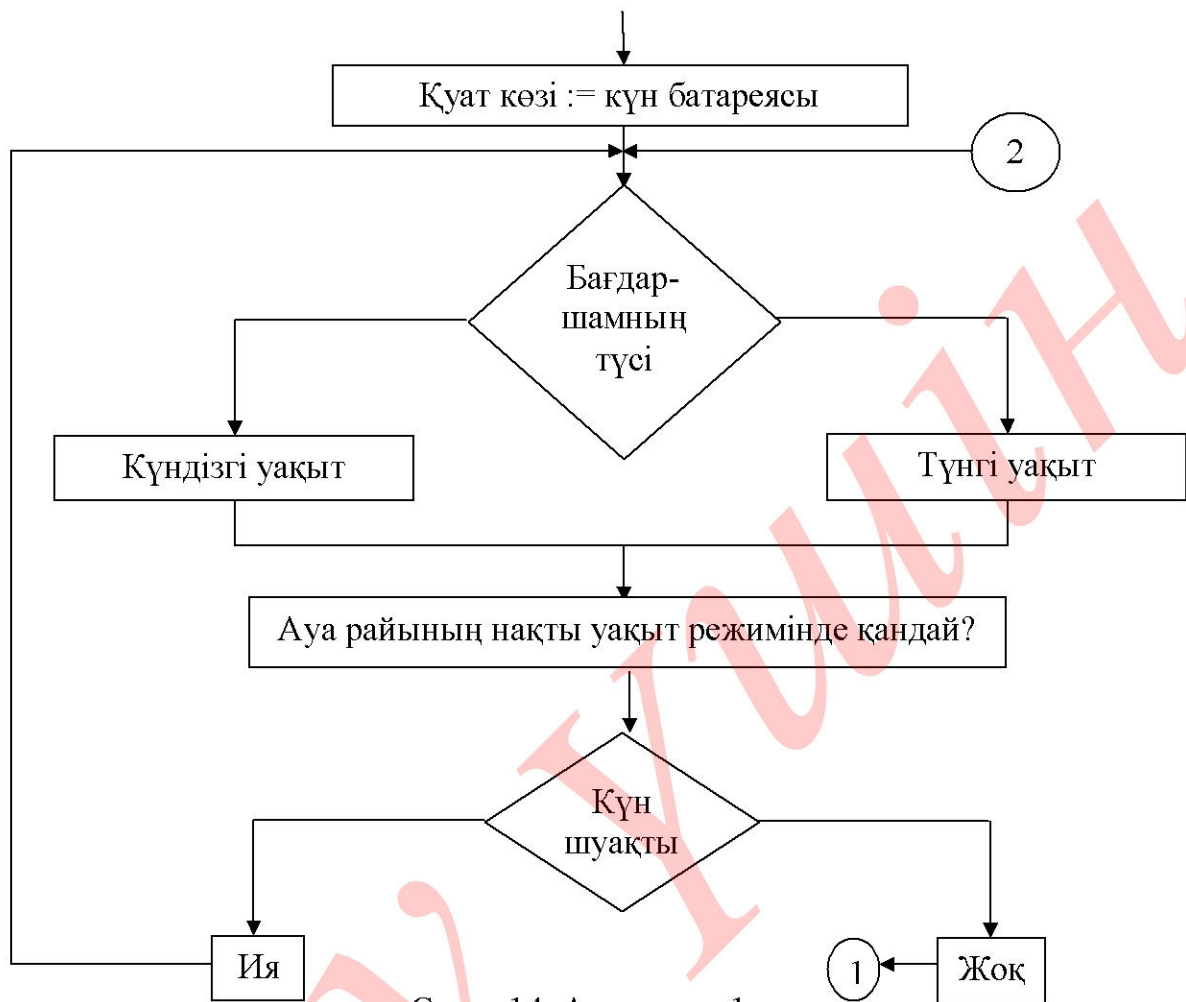 Қуат көзі := күн батареясы
2
Бағдар-
шамның
түсі
Күндізгі уақыт
Түнгі уақыт
Ауа райының нақты уақыт режимінде қандай?
Күн
шуақты
Ия
1
Жоқ